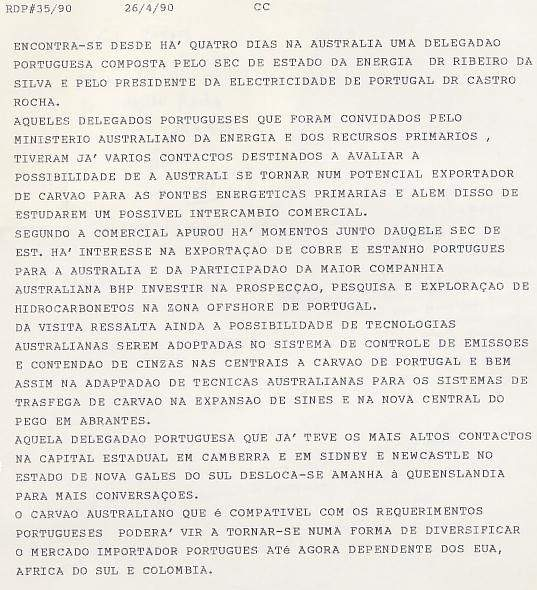 RDP#35/90 26/4/90 CC
ENCONTRA-SE DESDE HA' QUATRO DIAS NA AUSTRALIA UMA DELEGADAO
PORTUGUESA COMPOSTA PELO SEC DE ESTADO DA ENERGIA DR RIBEIRO DA
SILVA E PELO PRESIDENTE DA ELECTRICIDADE DE PORTUGAL DR CASTRO
ROCHA.
AQUELES DELEGADOS PORTUGUESES QUE FORAM CONVIDADOS PELO
MINISTERIO AUSTRALIANO DA ENERGIA E DOS RECURSOS PRIMARIOS ,
TIVERAM JA' VARIOS CONTACTOS DESTINADOS A AVALIAR A
POSSIBILIDADE DE A AUSTRALI SE TORNAR NUM POTENCIAL EXPORTADOR
DE CARVAO PARA AS FONTES ENERGETICAS PRIMARIAS E ALEM DISSO DE
ESTUDAREM UM POSSIVEL INTERCAMBIO COMERCIAL.
SEGUNDO A COMERCIAL APUROU HA' MOMENTOS JUNTO DAUQELE SEC DE
EST. HA' INTERESSE NA EXPORTAÇAO DE COBRE E ESTANHO PORTUGUES
PARA A AUSTRALIA E DA PARTICIPADAO DA MAIOR COMPANHIA
AUSTRALIANA BHP INVESTIR NA PROSPECÇAO, PESQUISA E EXPLORAÇAO DE
HIDROCARBONETOS NA ZONA OFFSHORE DE PORTUGAL.
DA VISITA RESSALTA AINDA A POSSIBILIDADE DE TECNOLOGIAS
AUSTRALIANAS SEREM ADOPTADAS NO SISTEMA DE CONTROLE DE EMISSOES
E CONTENDAO DE CINZAS NAS CENTRAIS A CARVAO DE PORTUGAL E BEM
ASSIM NA ADAPTADAO DE TECNICAS AUSTRALIANAS PARA OS SISTEMAS DE
TRASFEGA DE CARVAO NA EXPANSAO DE SINES E NA NOVA CENTRAL DO
PEGO EM ABRANTES.
AQUELA DELEGADAO PORTUGUESA QUE JA' TEVE OS MAIS ALTOS CONTACTOS
NA CAPITAL ESTADUAL EM CAMBERRA E EM SIDNEY E NEWCASTLE NO
ESTADO DE NOVA GALES DO SUL DESLOCA-SE AMANHA à QUEENSLANDIA
PARA MAIS CONVERSAÇOES.
O CARVAO AUSTRALIANO QUE é COMPATIVEL COM OS REQUERIMENTOS
PORTUGUESES PODERA' VIR A TORNAR-SE NUMA FORMA DE DIVERSIFICAR
O MERCADO IMPORTADOR PORTUGUES ATé AGORA DEPENDENTE DOS EUA,
AFRICA DO SUL E COLOMBIA.